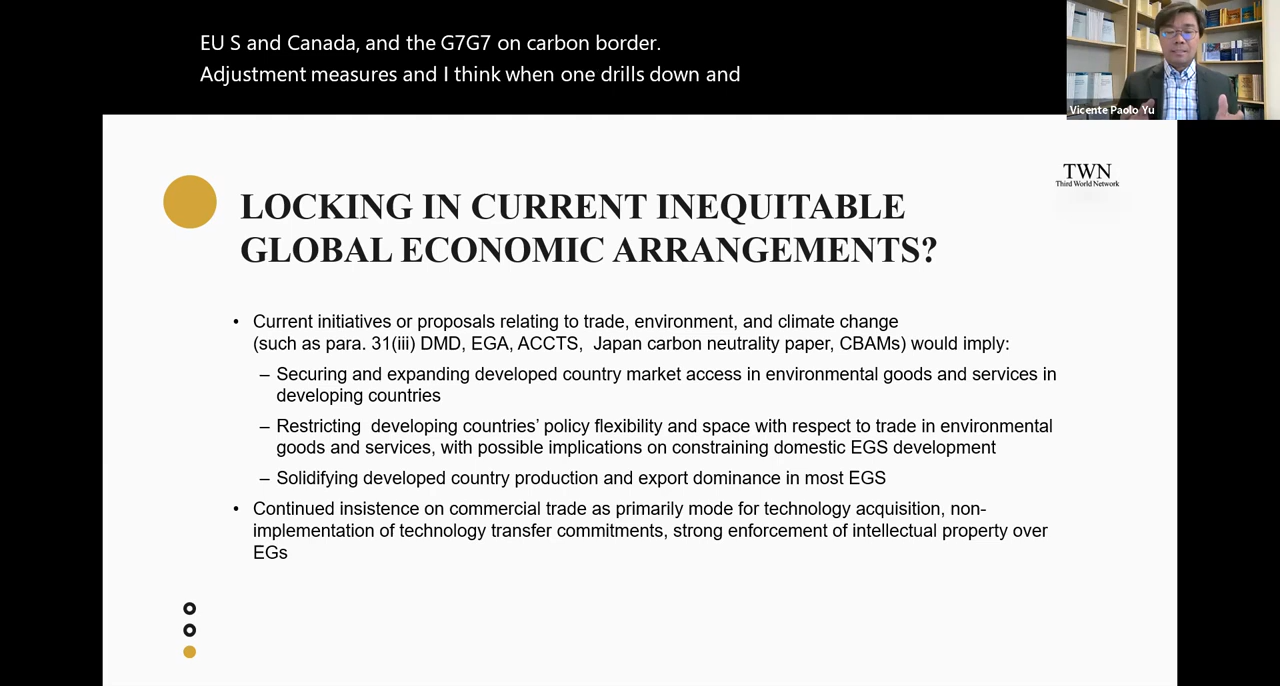 EU S and Canada, and the G7G7 on carbon border.
Adjustment measures and I think when one drills down and
Vicente Paolo Yu
TWN
Third World Network
LOCKING IN CURRENT INEQUITABLE
GLOBAL ECONOMIC ARRANGEMENTS?
• Current initiatives or proposals relating to trade, environment, and climate change
(such as para. 31(iii) DMD, EGA, ACCTS, Japan carbon neutrality paper, CBAMs) would imply:
– Securing and expanding developed country market access in environmental goods and services in
developing countries
– Restricting developing countries’ policy flexibility and space with respect to trade in environmental
goods and services, with possible implications on constraining domestic EGS development
– Solidifying developed country production and export dominance in most EGS
• Continued insistence on commercial trade as primarily mode for technology acquisition, non-
implementation of technology transfer commitments, strong enforcement of intellectual property over
EGs